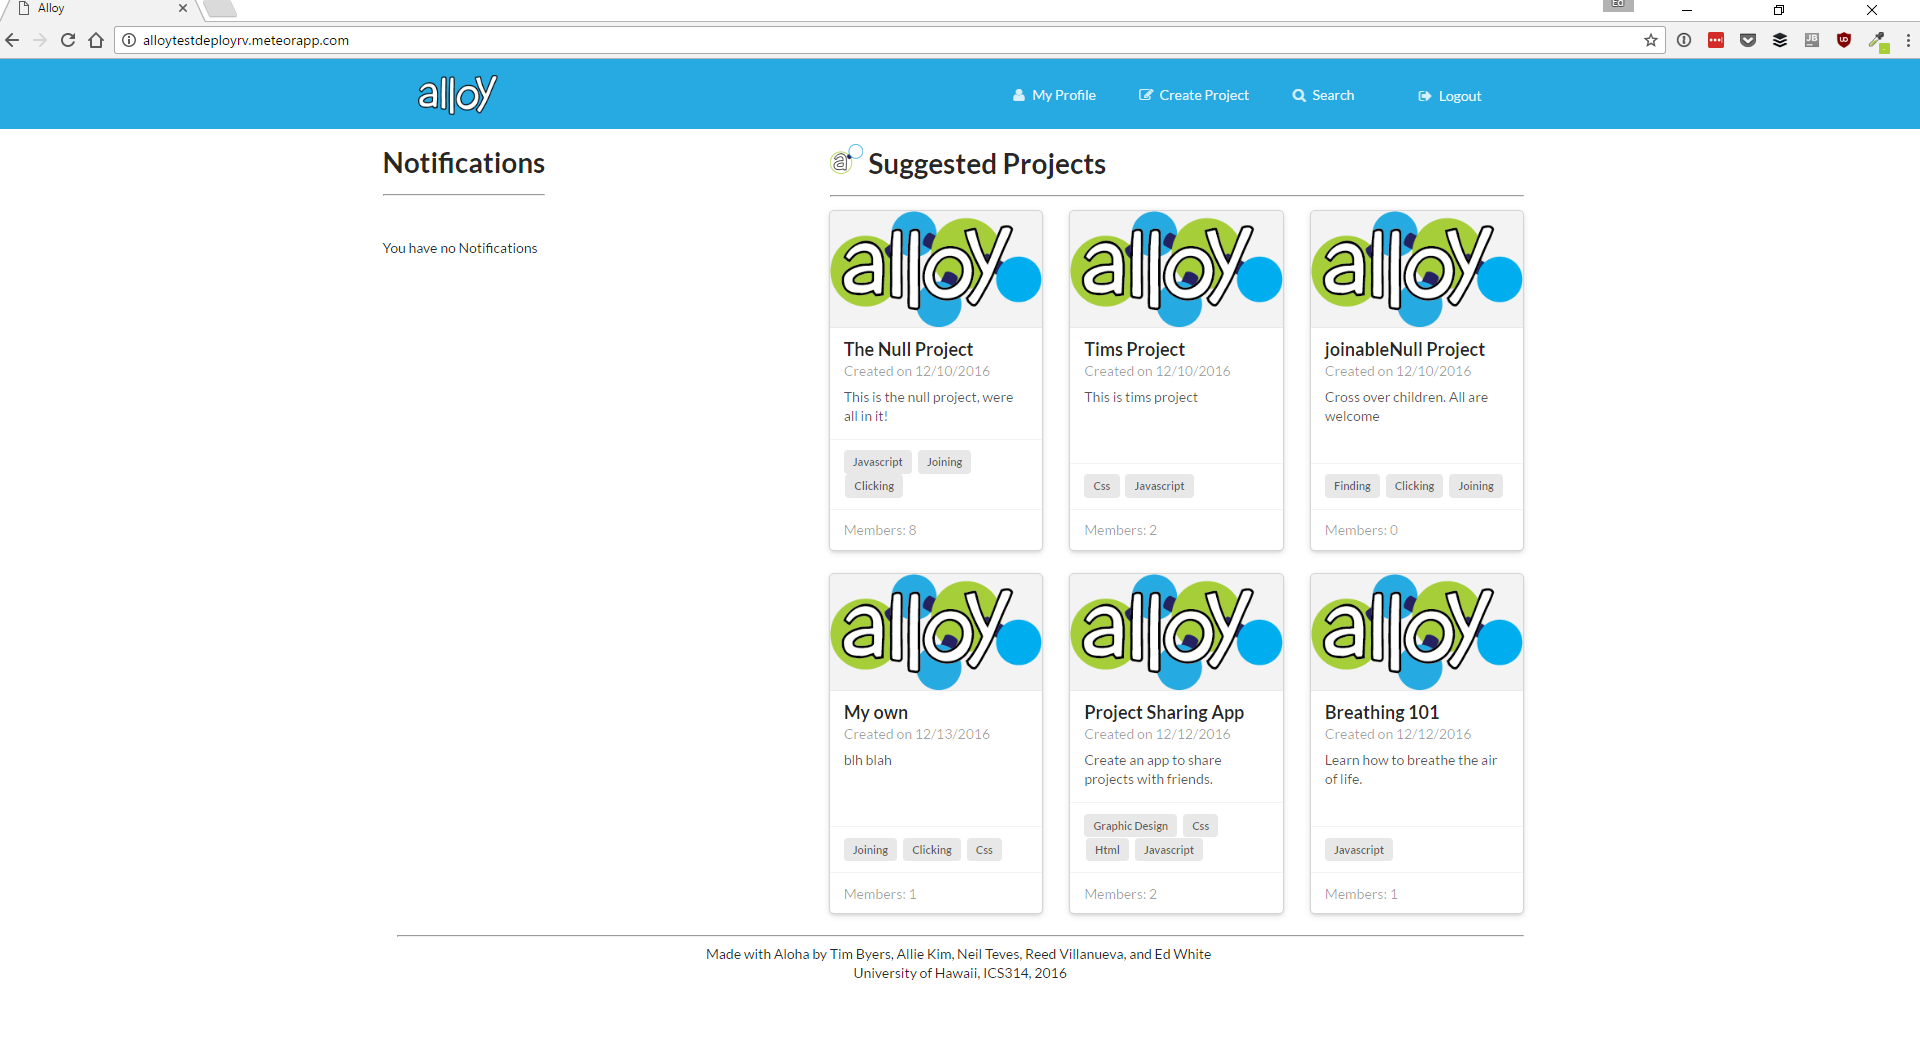 Alloy
Ed
alloytestdeployrv.meteorapp.com
JB
alloy
My Profile
Create Project
Search
Logout
Notifications
You have no Notifications
a
Suggested Projects
alloy
The Null Project
Created on 12/10/2016
This is the null project, were
all in it!
Javascript
Joining
Clicking
Members: 8
alloy
Tims Project
Created on 12/10/2016
This is tims project
Css
Javascript
Members: 2
alloy
joinableNull Project
Created on 12/10/2016
Cross over children. All are
welcome
Finding
Clicking
Joining
Members: 0
alloy
My own
Created on 12/13/2016
blh blah
Joining
Clicking
Css
Members: 1
alloy
Project Sharing App
Created on 12/12/2016
Create an app to share
projects with friends.
Graphic Design
Css
Html
Javascript
Members: 2
alloy
Breathing 101
Created on 12/12/2016
Learn how to breathe the air
of life.
Javascript
Members: 1
Made with Aloha by Tim Byers, Allie Kim, Neil Teves, Reed Villanueva, and Ed White
University of Hawaii, ICS314, 2016